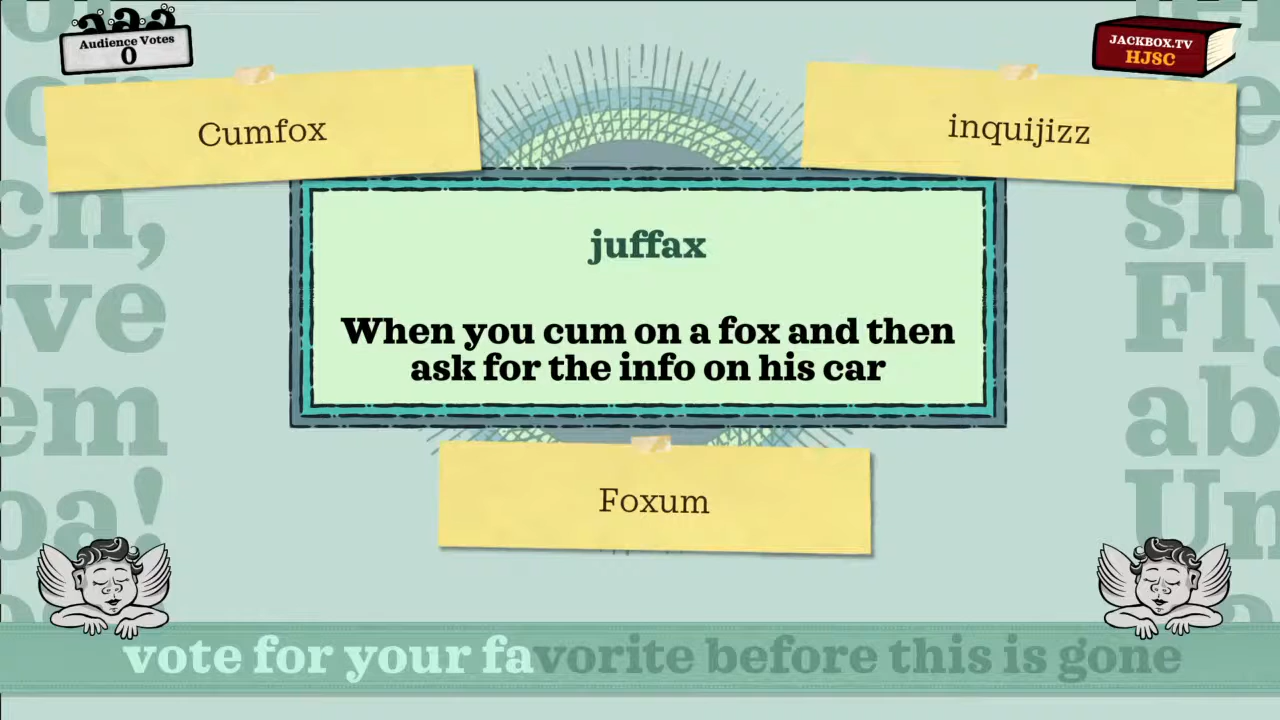 Audience Votes
0
JACKBOX.TV
HJSC
Cumfox
inquijizz
juffax
When you cum on a fox and then
ask for the info on his car
Foxum
vote for your favorite before this is gone